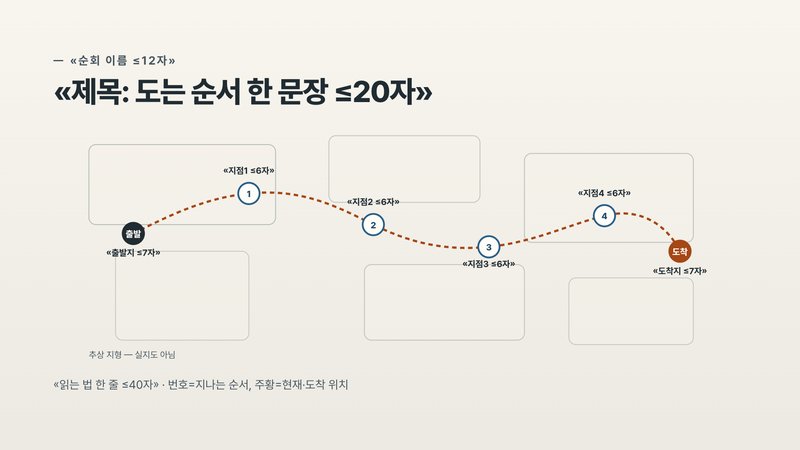 — «순회 이름 ≤12자»
«제목: 도는 순서 한 문장 ≤20자»
«지점1 ≤6자»
1
«지점2 ≤6자»
2
«지점4 ≤6자»
4
출발
«출발지 ≤7자»
3
«지점3 ≤6자»
도착
«도착지 ≤7자»
추상 지형 — 실지도 아님
«읽는 법 한 줄 ≤40자» · 번호=지나는 순서, 주황=현재·도착 위치